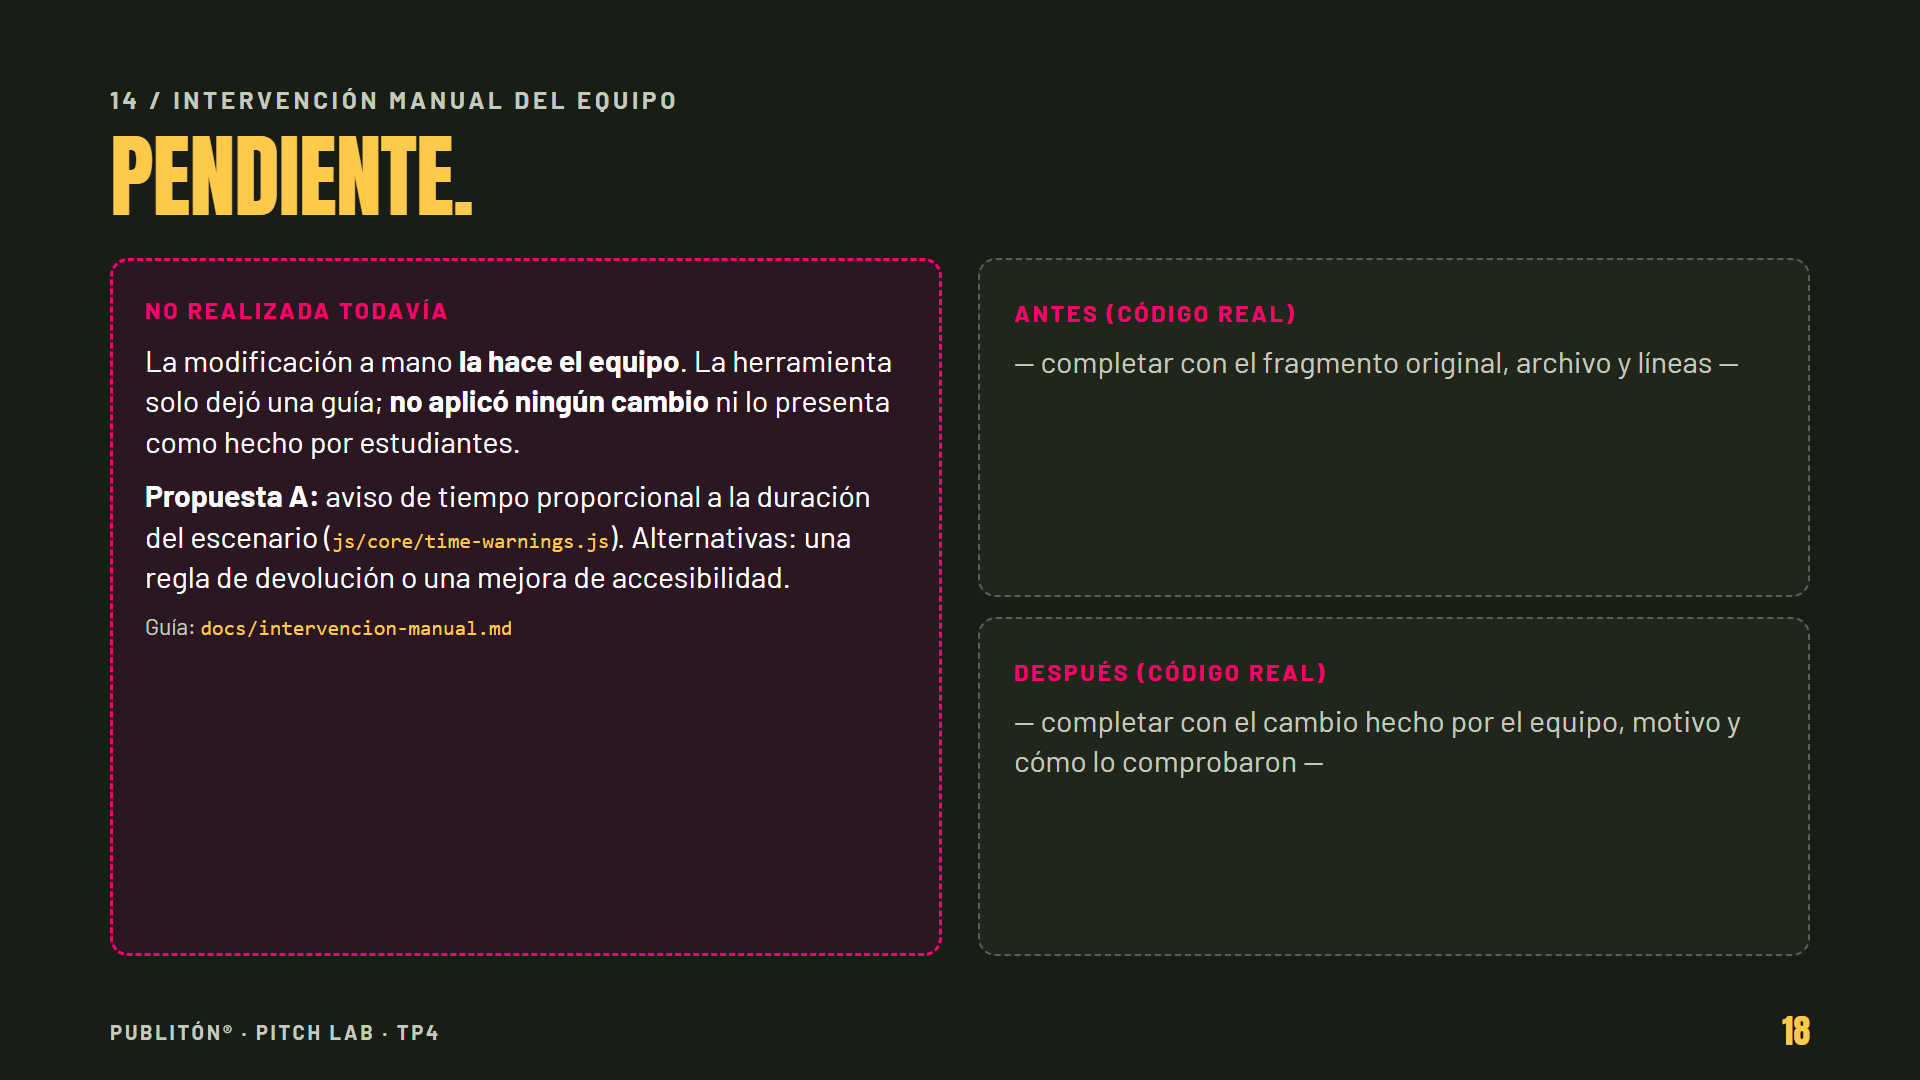 14 / INTERVENCIÓN MANUAL DEL EQUIPO
PENDIENTE.
NO REALIZADA TODAVÍA
La modificación a mano la hace el equipo. La herramienta
solo dejó una guía; no aplicó ningún cambio ni lo presenta
como hecho por estudiantes.
Propuesta A: aviso de tiempo proporcional a la duración
del escenario (js/core/time-warnings.js). Alternativas: una
regla de devolución o una mejora de accesibilidad.
Guía: docs/intervencion-manual.md
ANTES (CÓDIGO REAL)
— completar con el fragmento original, archivo y líneas —
DESPUÉS (CÓDIGO REAL)
— completar con el cambio hecho por el equipo, motivo y
cómo lo comprobaron —
PUBLITÓN® · PITCH LAB · TP4
18